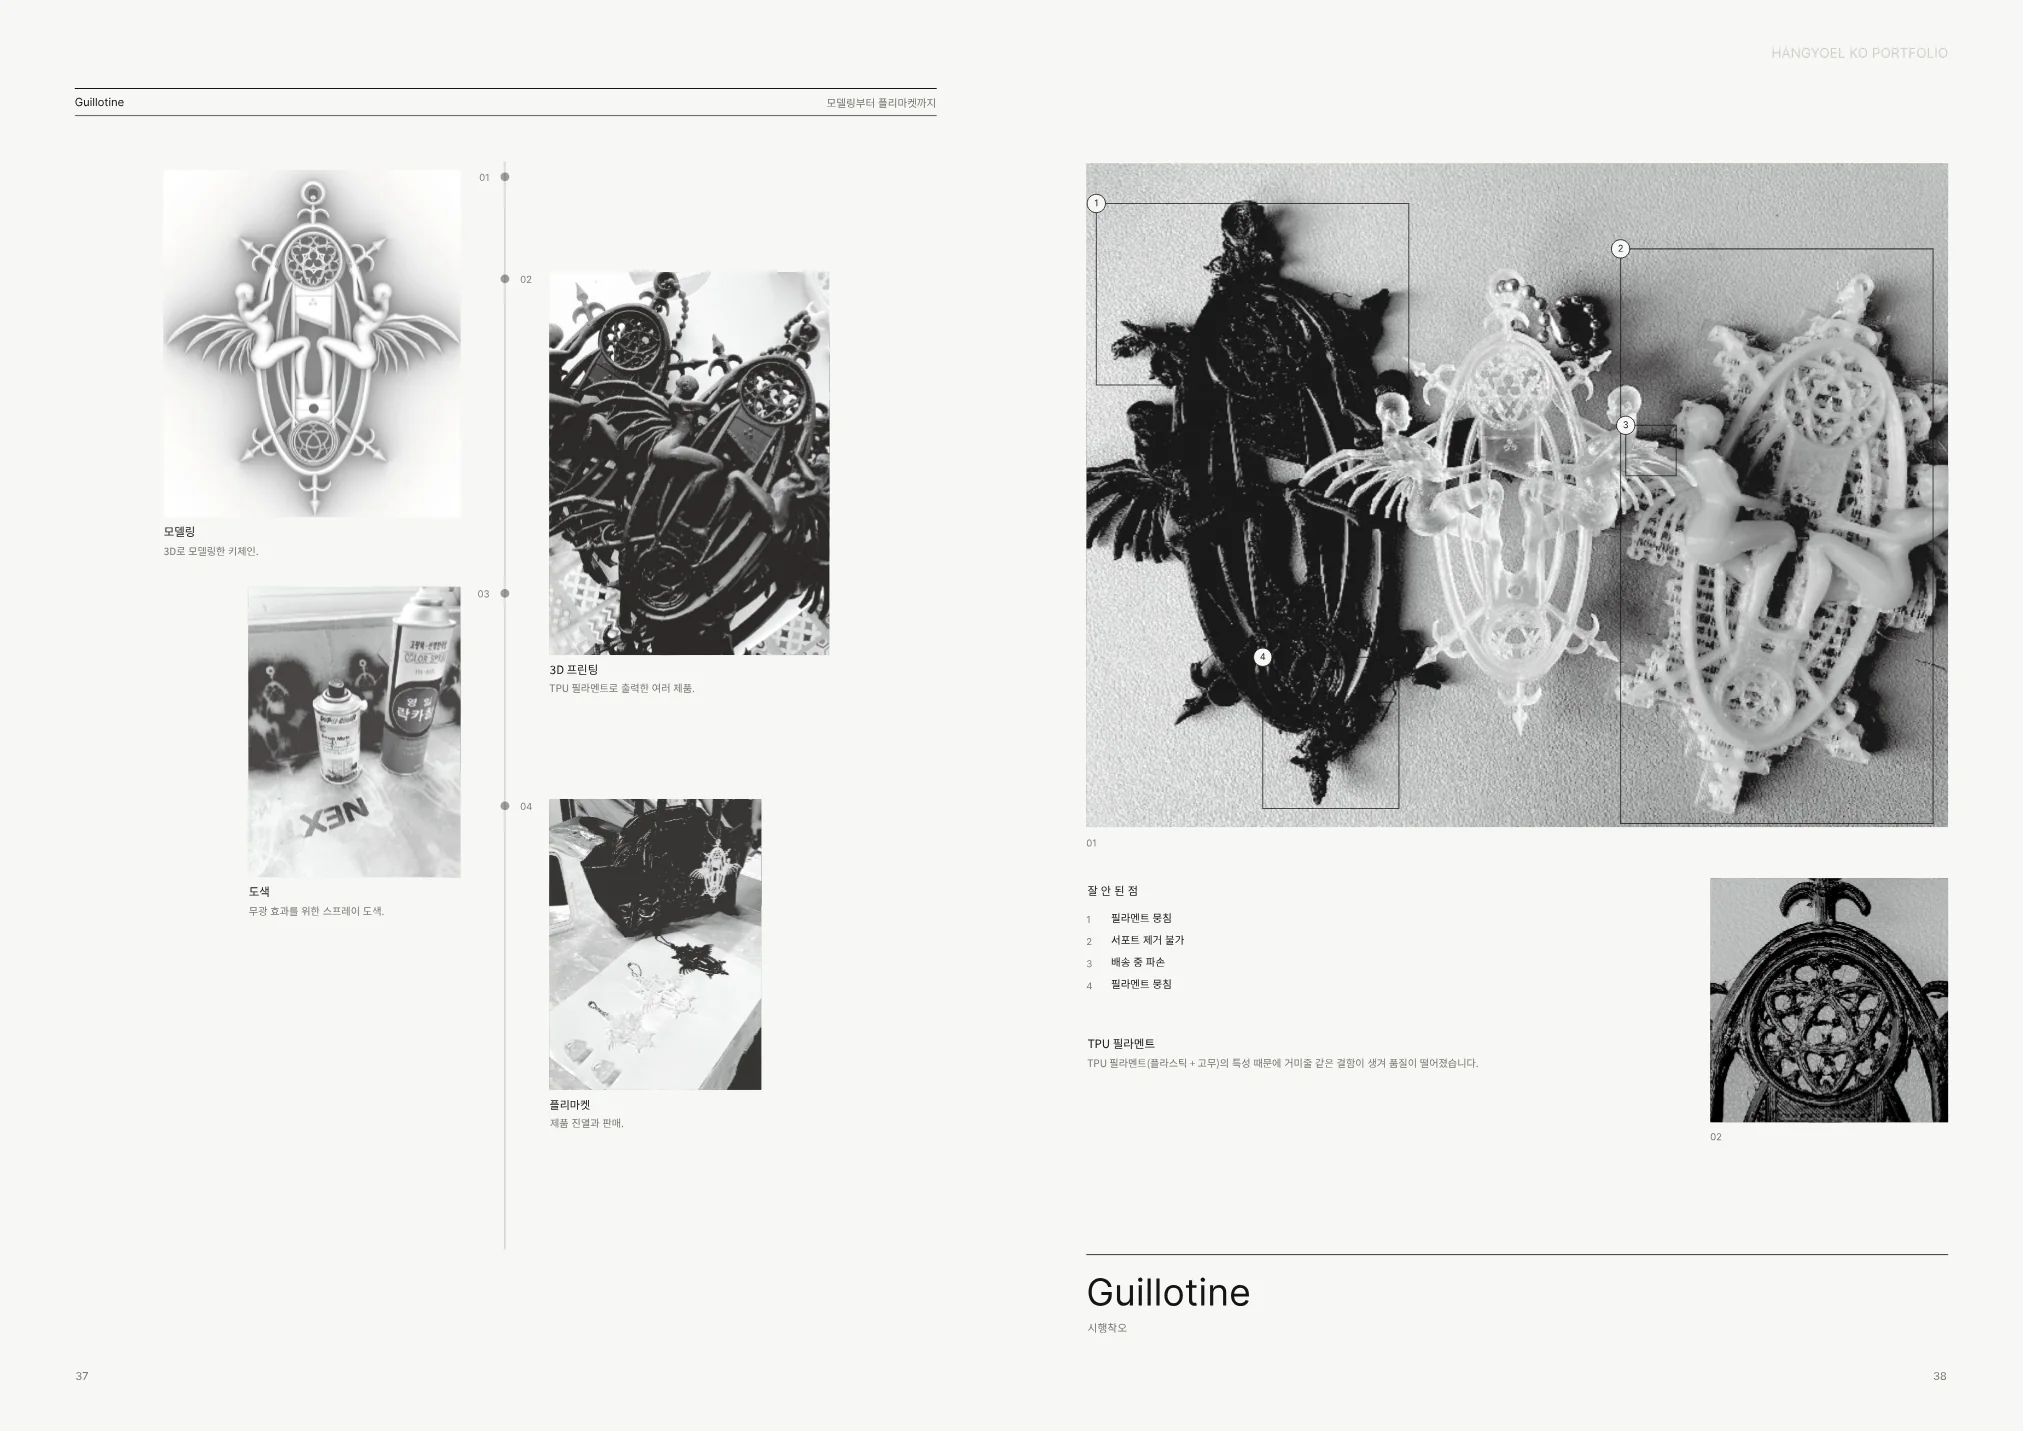 HANGYOEL KO PORTFOLIO
Guillotine
모델링부터 플리마켓까지
01
모델링
3D로 모델링한 키체인.
02
3D 프린팅
TPU 필라멘트로 출력한 여러 제품.
03
COLOR SPRAY
락카
NEX
도색
무광 효과를 위한 스프레이 도색.
04
플리마켓
제품 진열과 판매.
37
1
2
3
4
01
잘 안 된 점
1 필라멘트 뭉침
2 서포트 제거 불가
3 배송 중 파손
4 필라멘트 뭉침
TPU 필라멘트
TPU 필라멘트(플라스틱 + 고무)의 특성 때문에 거미줄 같은 결함이 생겨 품질이 떨어졌습니다.
02
Guillotine
시행착오
38